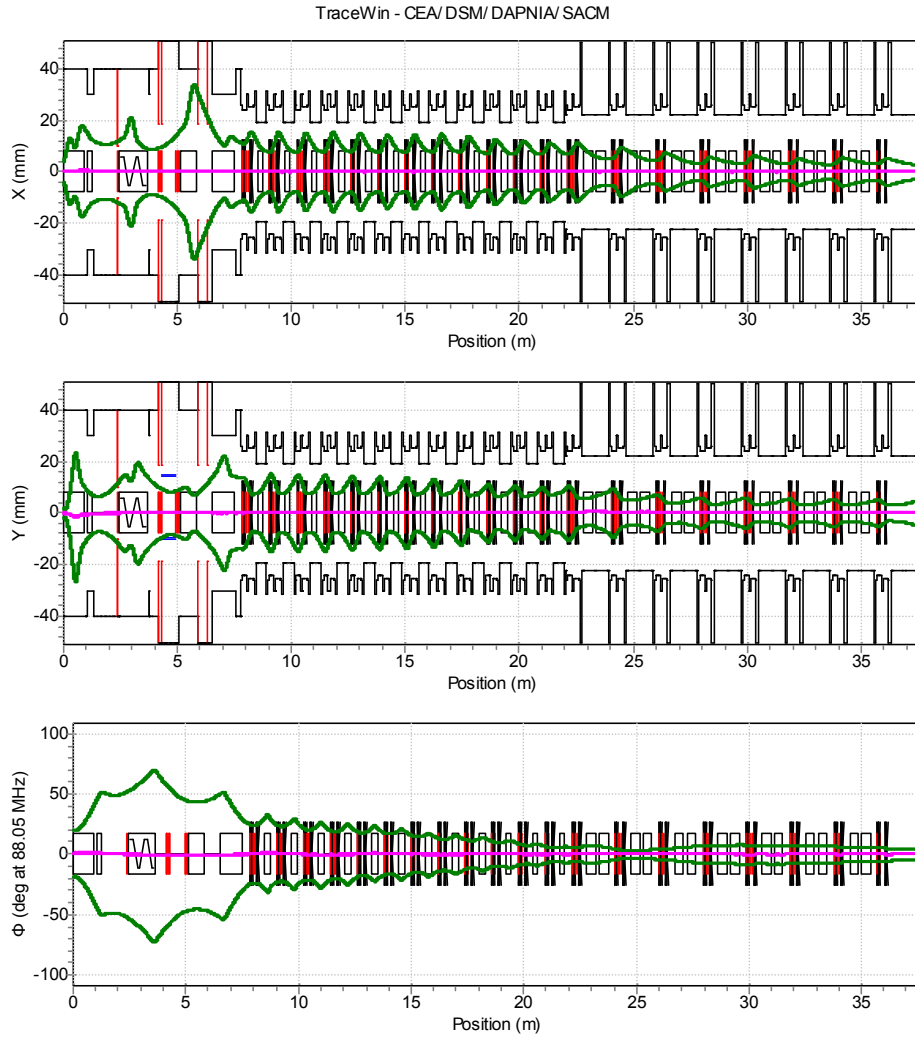 TraceWin - CEA/ DSM/ DAPNIA/ SACM
40
20
0
-20
-40
X (mm)
0 5 10 15 20 25 30 35
Position (m)
40
20
0
-20
-40
Y (mm)
0 5 10 15 20 25 30 35
Position (m)
100
50
0
-50
-100
Φ (deg at 88.05 MHz)
0 5 10 15 20 25 30 35
Position (m)